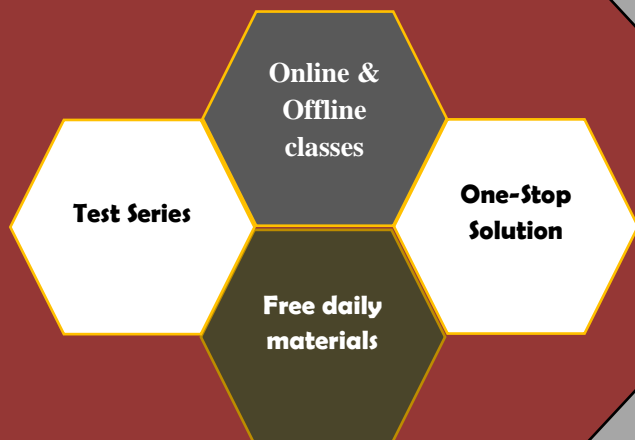 Online &
Offline
classes
Test Series
One-Stop
Solution
Free daily
materials